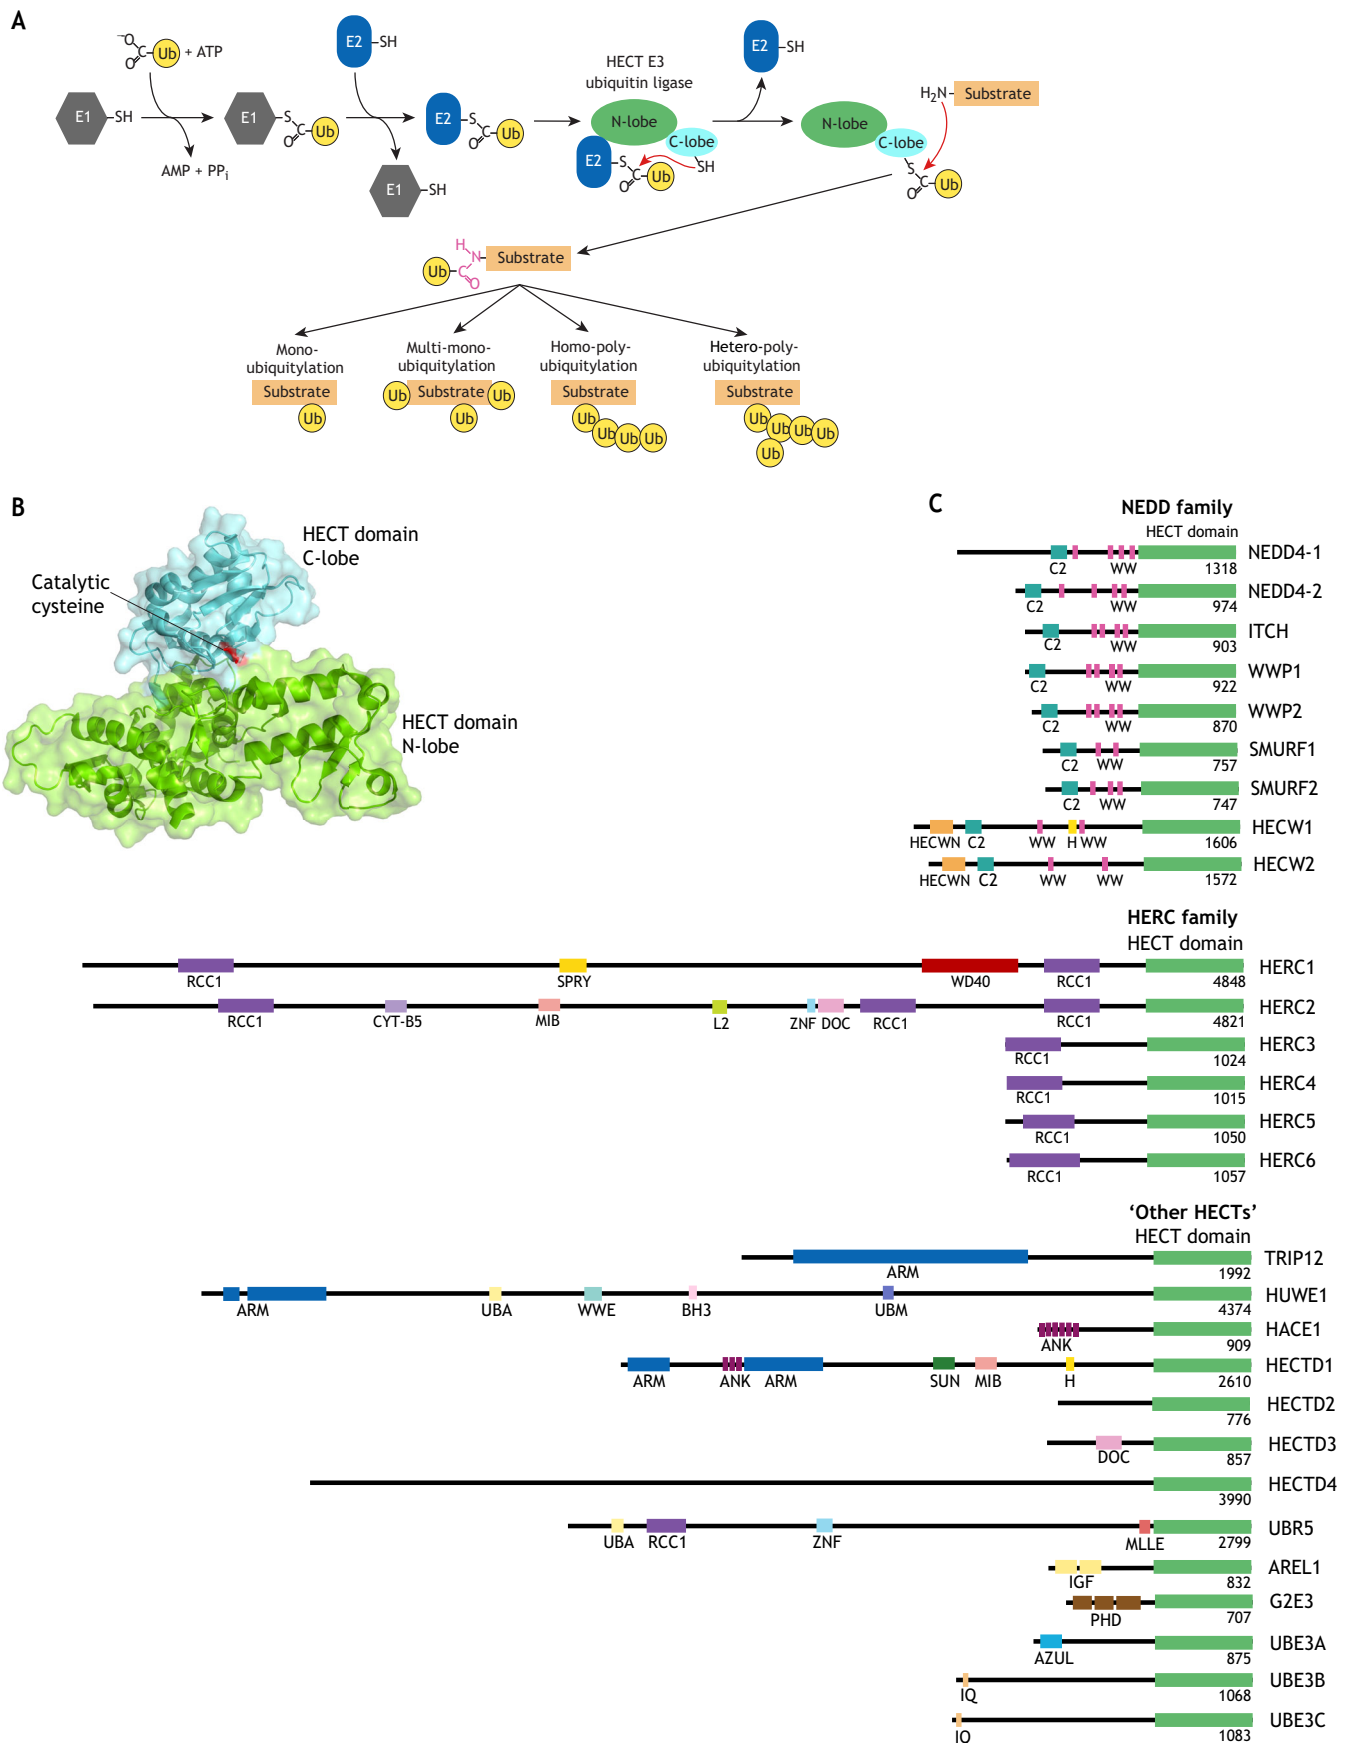 A
⁻O
C
O
Ub + ATP
E1
SH
AMP + PPi
E1
S
C
O
Ub
E2
SH
E1
SH
E2
S
C
O
Ub
HECT E3
ubiquitin ligase
N-lobe
C-lobe
E2
S
C
O
Ub
SH
E2
SH
N-lobe
C-lobe
H2N
Substrate
S
C
O
Ub
H
N
Substrate
Ub
C
O
Mono-
ubiquitylation
Substrate
Ub
Multi-mono-
ubiquitylation
Ub
Substrate
Ub
Ub
Homo-poly-
ubiquitylation
Substrate
Ub
Ub
Ub
Ub
Hetero-poly-
ubiquitylation
Substrate
Ub
Ub
Ub
Ub
Ub
B
HECT domain
C-lobe
Catalytic
cysteine
HECT domain
N-lobe
C
NEDD family
HECT domain
NEDD4-1
C2 WW 1318
NEDD4-2
C2 WW 974
ITCH
C2 WW 903
WWP1
C2 WW 922
WWP2
C2 WW 870
SMURF1
C2 WW 757
SMURF2
C2 WW 747
HECW1
HECWN C2 WW H WW 1606
HECW2
HECWN C2 WW WW 1572
HERC family
HECT domain
HERC1
RCC1 SPRY WD40 RCC1 4848
HERC2
RCC1 CYT-B5 MIB L2 ZNF DOC RCC1 RCC1 4821
HERC3
RCC1 1024
HERC4
RCC1 1015
HERC5
RCC1 1050
HERC6
RCC1 1057
‘Other HECTs’
HECT domain
TRIP12
ARM 1992
HUWE1
ARM UBA WWE BH3 UBM 4374
HACE1
ANK 909
HECTD1
ARM ANK ARM SUN MIB H 2610
HECTD2
776
HECTD3
DOC 857
HECTD4
3990
UBR5
UBA RCC1 ZNF MLLE 2799
AREL1
IGF 832
G2E3
PHD 707
UBE3A
AZUL 875
UBE3B
IQ 1068
UBE3C
IQ 1083